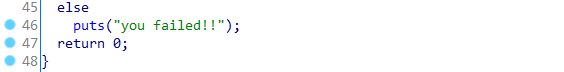 45 else
46 puts("you failed!!");
47 return 0;
48 }